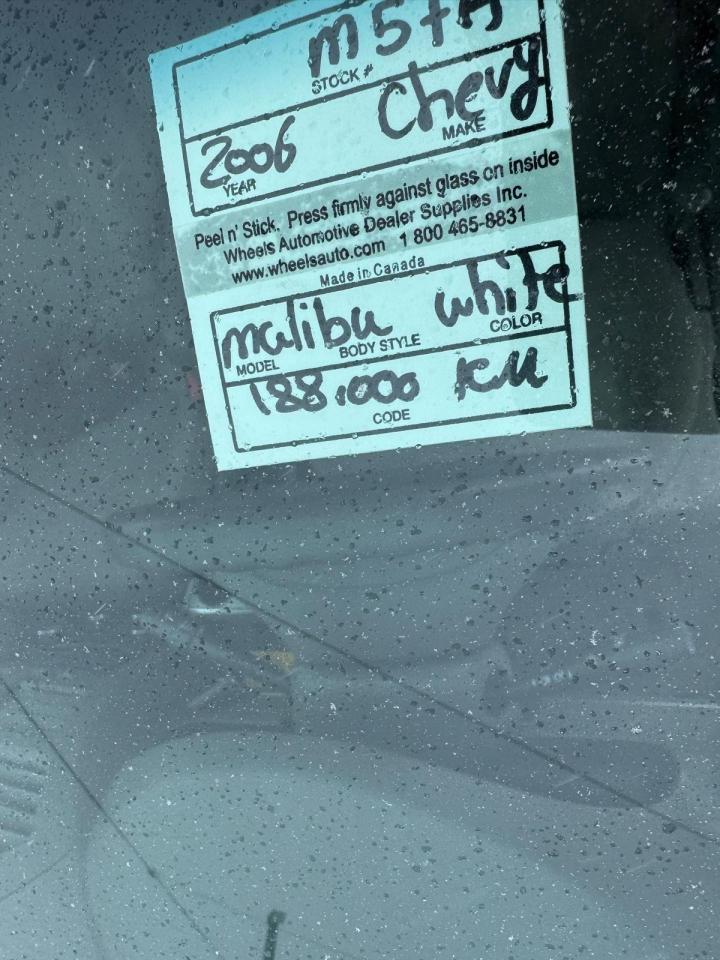 m57A
STOCK #
Chevy
MAKE
2006
YEAR
Peel n' Stick. Press firmly against glass on inside
Wheels Automotive Dealer Supplies Inc.
www.wheelsauto.com 1 800 465-8831
Made in Canada
malibu white
MODEL BODY STYLE COLOR
188,000 KM
CODE